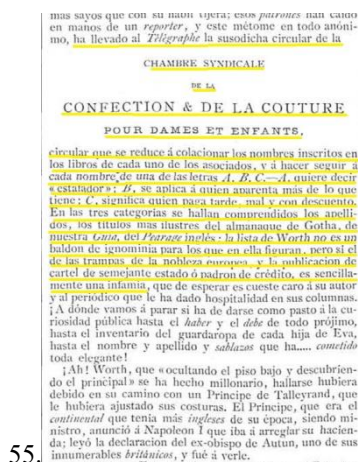 mas sayos que con su hábil tijera; esos patrones han caído
en manos de un reporter, y este métome en todo anóni-
mo, ha llevado al Télégraphe la susodicha circular de la
CHAMBRE SYNDICALE
DE LA
CONFECTION & DE LA COUTURE
POUR DAMES ET ENFANTS,
circular que se reduce á colacionar los nombres inscritos en
los libros de cada uno de los asociados, y á hacer seguir á
cada nombre de una de las letras A. B. C.—A. quiere decir
«estafador»; B, se aplica á quien aparenta más de lo que
tiene; C, significa quien paga tarde, mal y con descuento.
En las tres categorías se hallan comprendidos los apelli-
dos, los títulos mas ilustres del almanaque de Gotha, de
nuestra Guía, del Pearage inglés: la lista de Worth no es un
baldon de ignominia para los que en ella figuran, pero si el
de las trampas de la nobleza europea, y la publicacion de
cartel de semejante estado ó padron de crédito, es sencilla-
mente una infamia, que de esperar es cueste caro á su autor
y al periódico que le ha dado hospitalidad en sus columnas.
¡A dónde vamos á parar si ha de darse como pasto á la cu-
riosidad pública hasta el haber y el debe de todo prójimo,
hasta el inventario del guardaropa de cada hija de Eva,
hasta el nombre y apellido y sablazos que ha..... cometido
toda elegante!
¡Ah! Worth, que «ocultando el piso bajo y descubrien-
do el principal» se ha hecho millonario, hallarse hubiera
debido en su camino con un Príncipe de Talleyrand, que
le hubiera ajustado sus costuras. El Príncipe, que era el
continental que tenía más ingleses de su época, siendo mi-
nistro, anunció á Napoleon I que iba á arreglar su hacien-
da; leyó la declaracion del ex-obispo de Autun, uno de sus
55. innumerables británicos, y fué á verle.